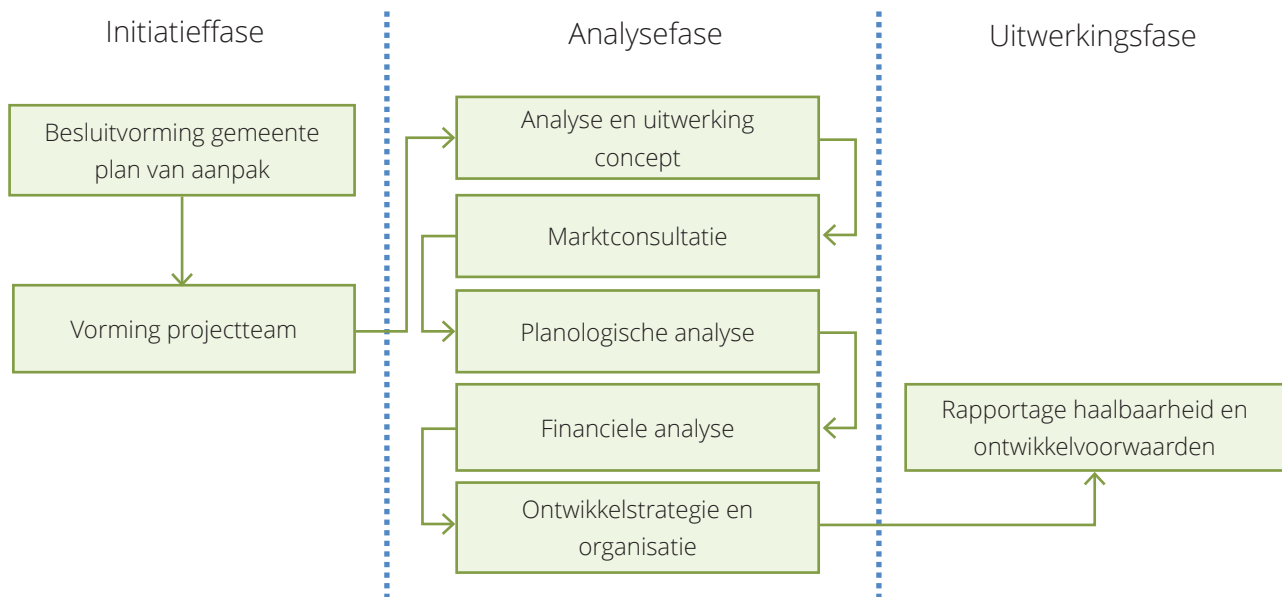 Initiatieffase
Besluitvorming gemeente
plan van aanpak
Vorming projectteam
Analysefase
Analyse en uitwerking
concept
Marktconsultatie
Planologische analyse
Financiele analyse
Ontwikkelstrategie en
organisatie
Uitwerkingsfase
Rapportage haalbaarheid en
ontwikkelvoorwaarden